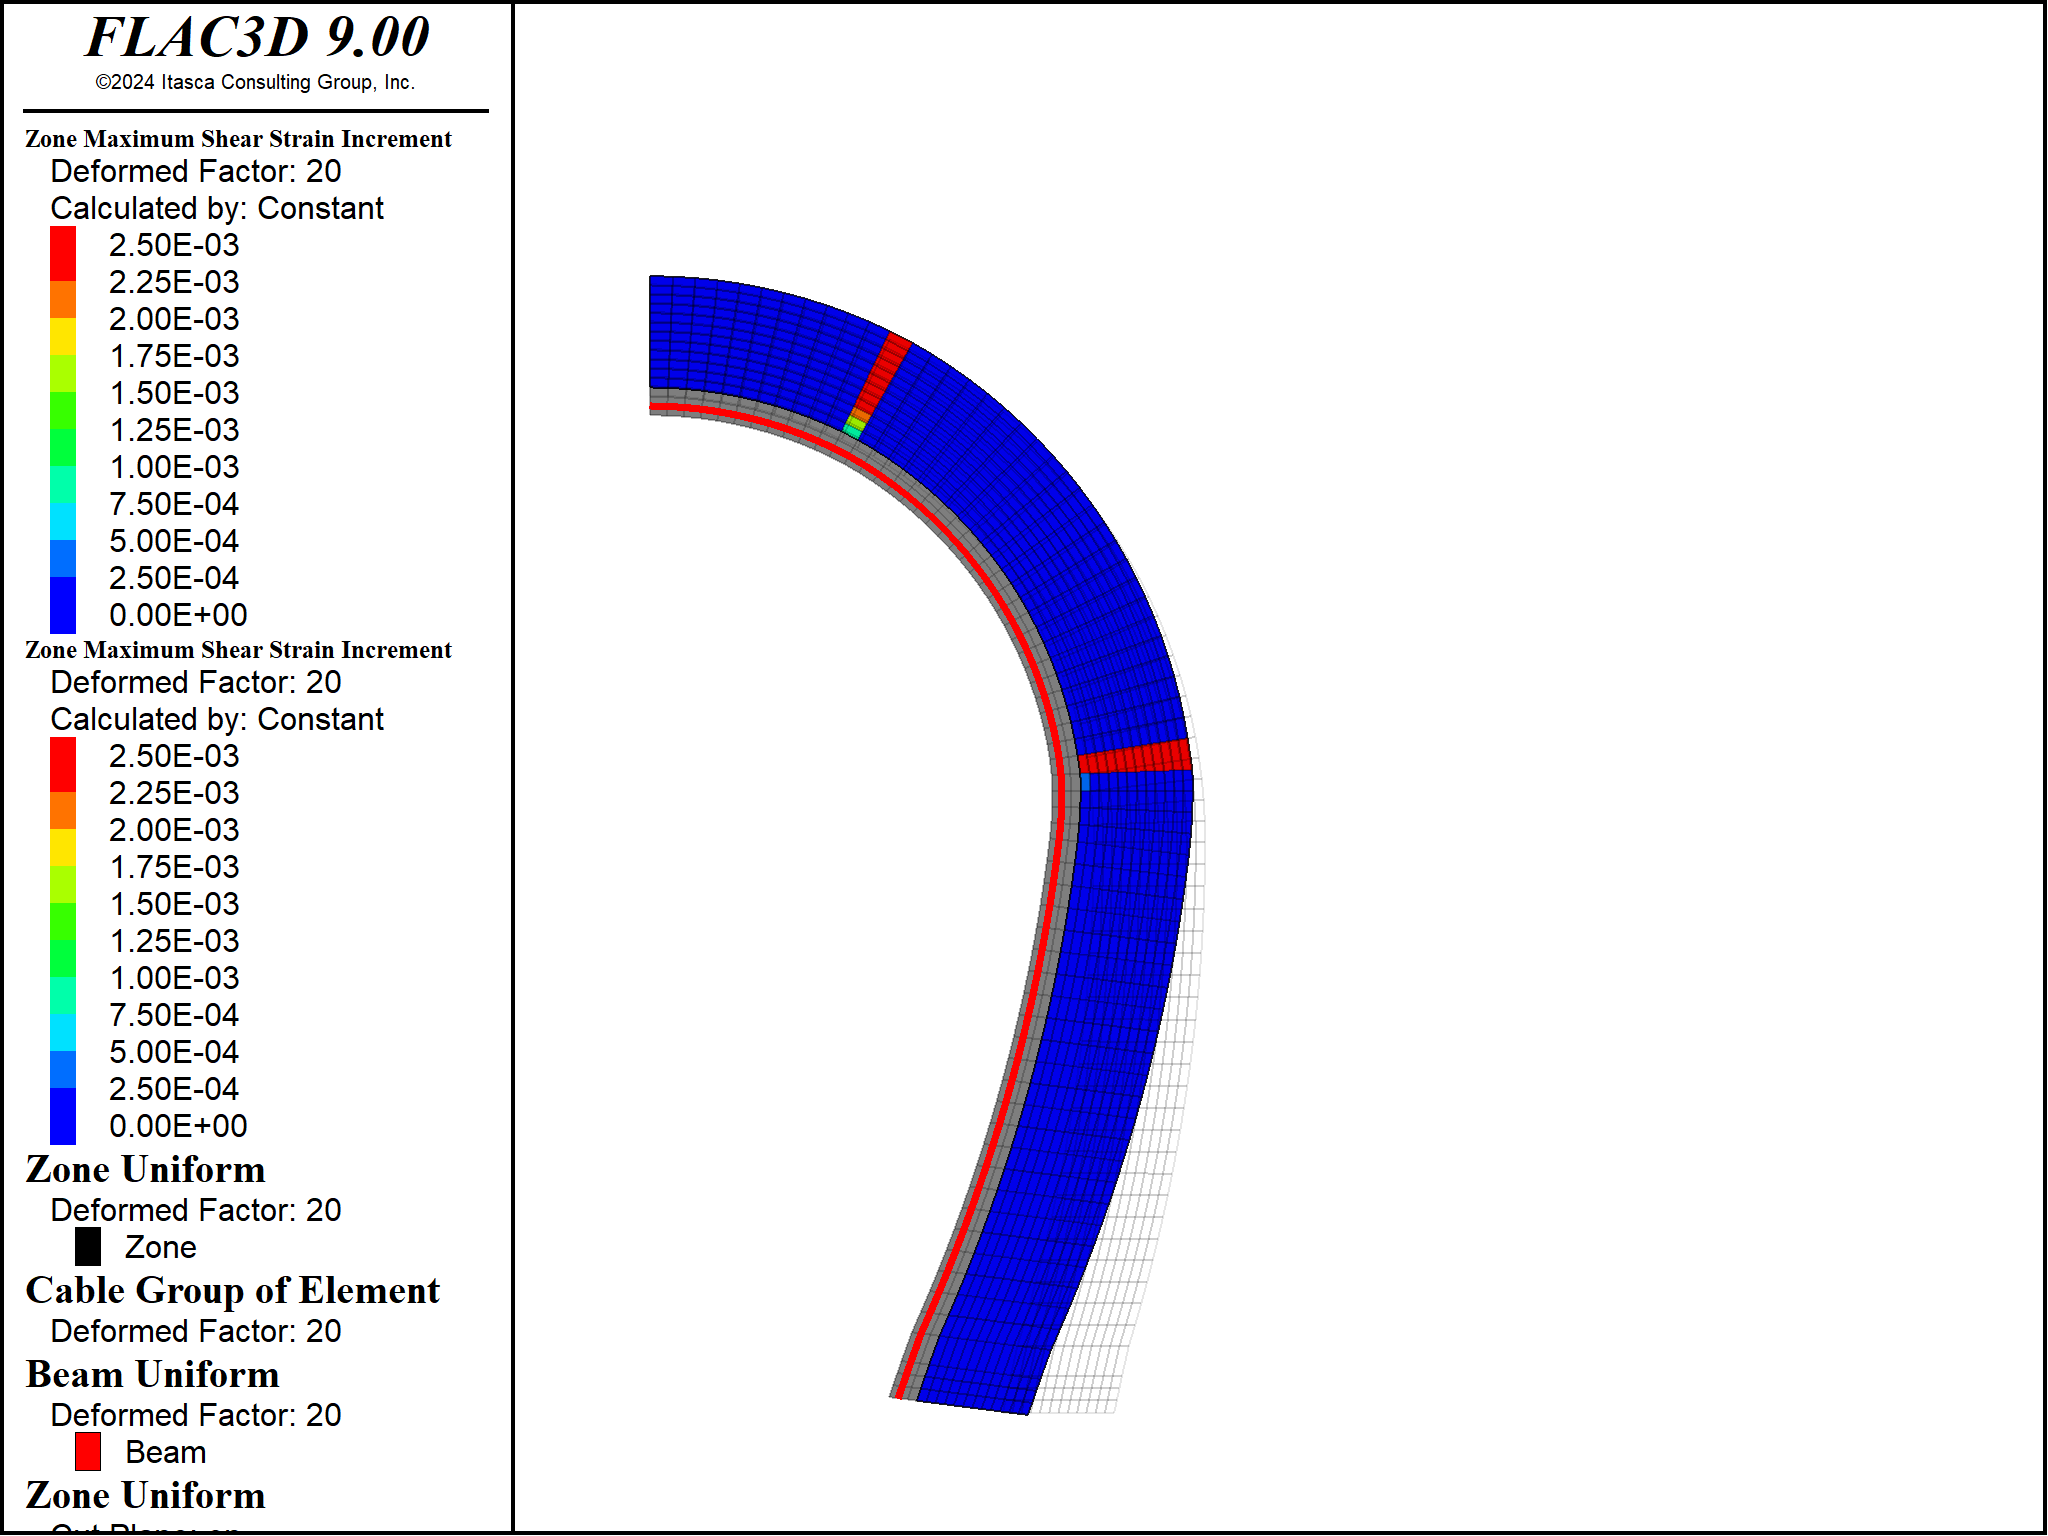 FLAC3D 9.00
©2024 Itasca Consulting Group, Inc.
Zone Maximum Shear Strain Increment
Deformed Factor: 20
Calculated by: Constant
2.50E-03
2.25E-03
2.00E-03
1.75E-03
1.50E-03
1.25E-03
1.00E-03
7.50E-04
5.00E-04
2.50E-04
0.00E+00
Zone Maximum Shear Strain Increment
Deformed Factor: 20
Calculated by: Constant
2.50E-03
2.25E-03
2.00E-03
1.75E-03
1.50E-03
1.25E-03
1.00E-03
7.50E-04
5.00E-04
2.50E-04
0.00E+00
Zone Uniform
Deformed Factor: 20
Zone
Cable Group of Element
Deformed Factor: 20
Beam Uniform
Deformed Factor: 20
Beam
Zone Uniform